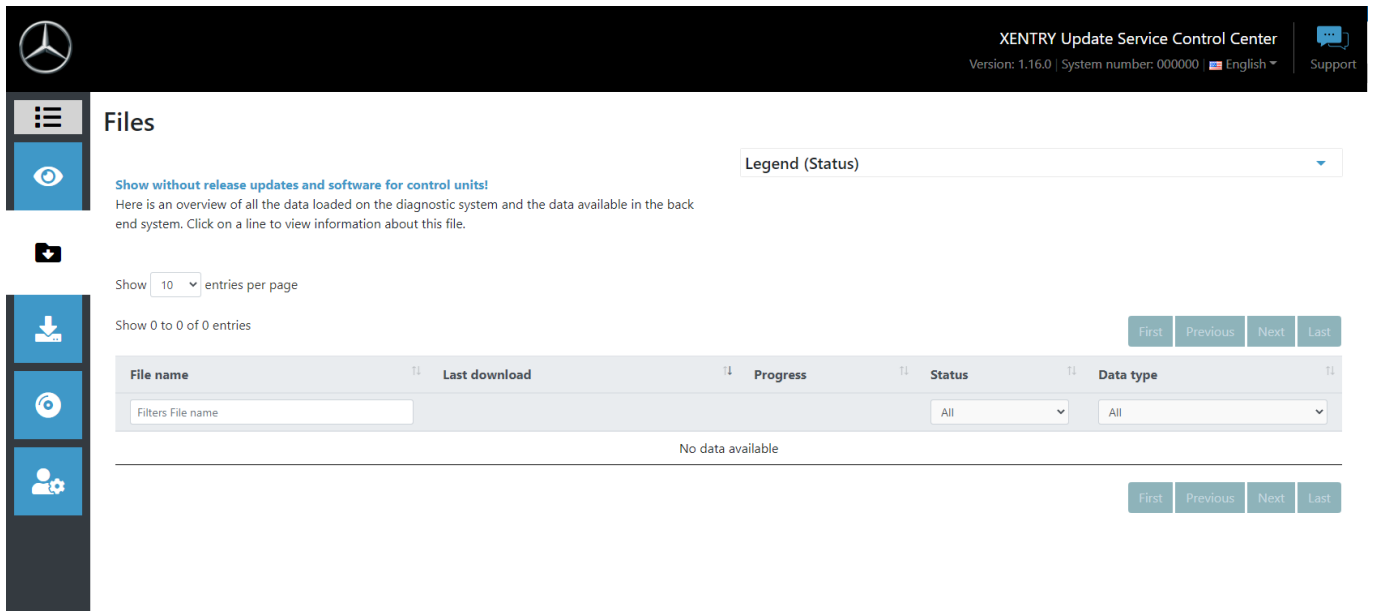 XENTRY Update Service Control Center
Version: 1.16.0 | System number: 000000 | English
Support
Files
Legend (Status)
Show without release updates and software for control units!
Here is an overview of all the data loaded on the diagnostic system and the data available in the back
end system. Click on a line to view information about this file.
Show 10 entries per page
Show 0 to 0 of 0 entries
First Previous Next Last
File name Last download Progress Status Data type
Filters File name All All
No data available
First Previous Next Last